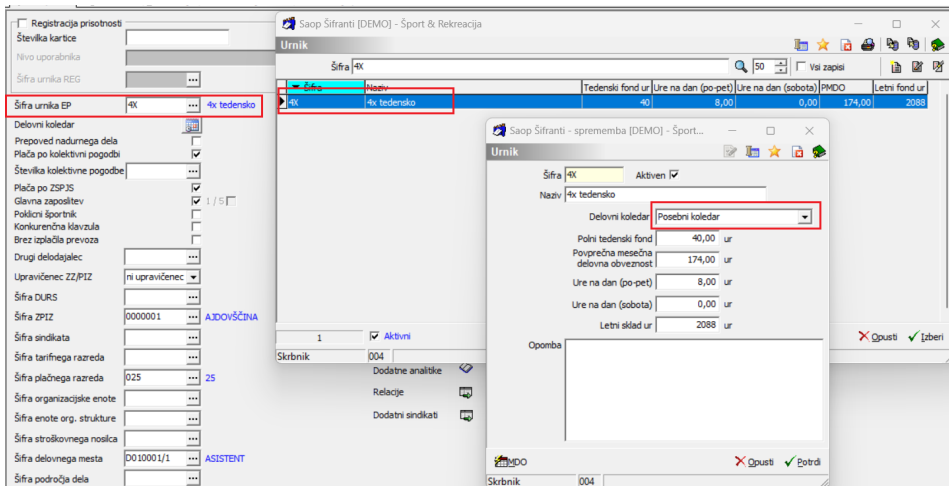 Registracija prisotnosti
Številka kartice
Nivo uporabnika
Šifra urnika REG ...
Šifra urnika EP 4X ... 4x tedensko
Delovni koledar
Prepoved nadurnega dela
Plača po kolektivni pogodbi
Številka kolektivne pogodbe ...
Plača po ZSPJS
Glavna zaposlitev 1 / 5
Poklicni športnik
Konkurenčna klavzula
Brez izplačila prevoza
Drugi delodajalec ...
Upravičenec ZZ/PIZ ni upravičenec
Šifra DURS ...
Šifra ZPIZ 0000001 ... AJDOVŠČINA
Šifra sindikata ...
Šifra tarifnega razreda ...
Šifra plačnega razreda 025 ... 25
Šifra organizacijske enote ...
Šifra enote org. strukture ...
Šifra stroškovnega nosilca ...
Šifra delovnega mesta D010001/1 ... ASISTENT
Šifra področja dela ...
Dodatne analitike
Relacije
Dodatni sindikati
Saop Šifranti [DEMO] - Šport & Rekreacija
Urnik
Šifra 4X 50 Vsi zapisi
Šifra Naziv Tedenski fond ur Ure na dan (po-pet) Ure na dan (sobota) PMDO Letni fond ur
4X 4x tedensko 40 8,00 0,00 174,00 2088
1 Aktivni Opusti Izberi
Skrbnik 004
Saop Šifranti - sprememba [DEMO] - Šport...
Urnik
Šifra 4X Aktiven
Naziv 4x tedensko
Delovni koledar Posebni koledar
Polni tedenski fond 40,00 ur
Povprečna mesečna
delovna obveznost 174,00 ur
Ure na dan (po-pet) 8,00 ur
Ure na dan (sobota) 0,00 ur
Letni sklad ur 2088 ur
Opomba
MDO Opusti Potrdi
Skrbnik 004